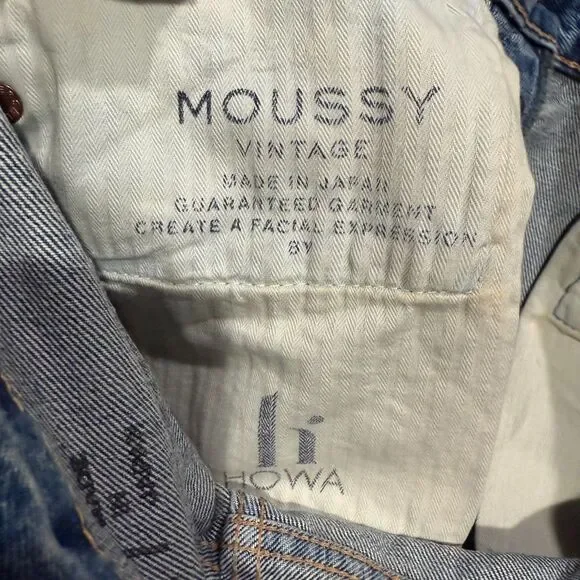 MOUSSY
VINTAGE
MADE IN JAPAN
GUARANTEED GARMENT
CREATE A FACIAL EXPRESSION
BY
HOWA